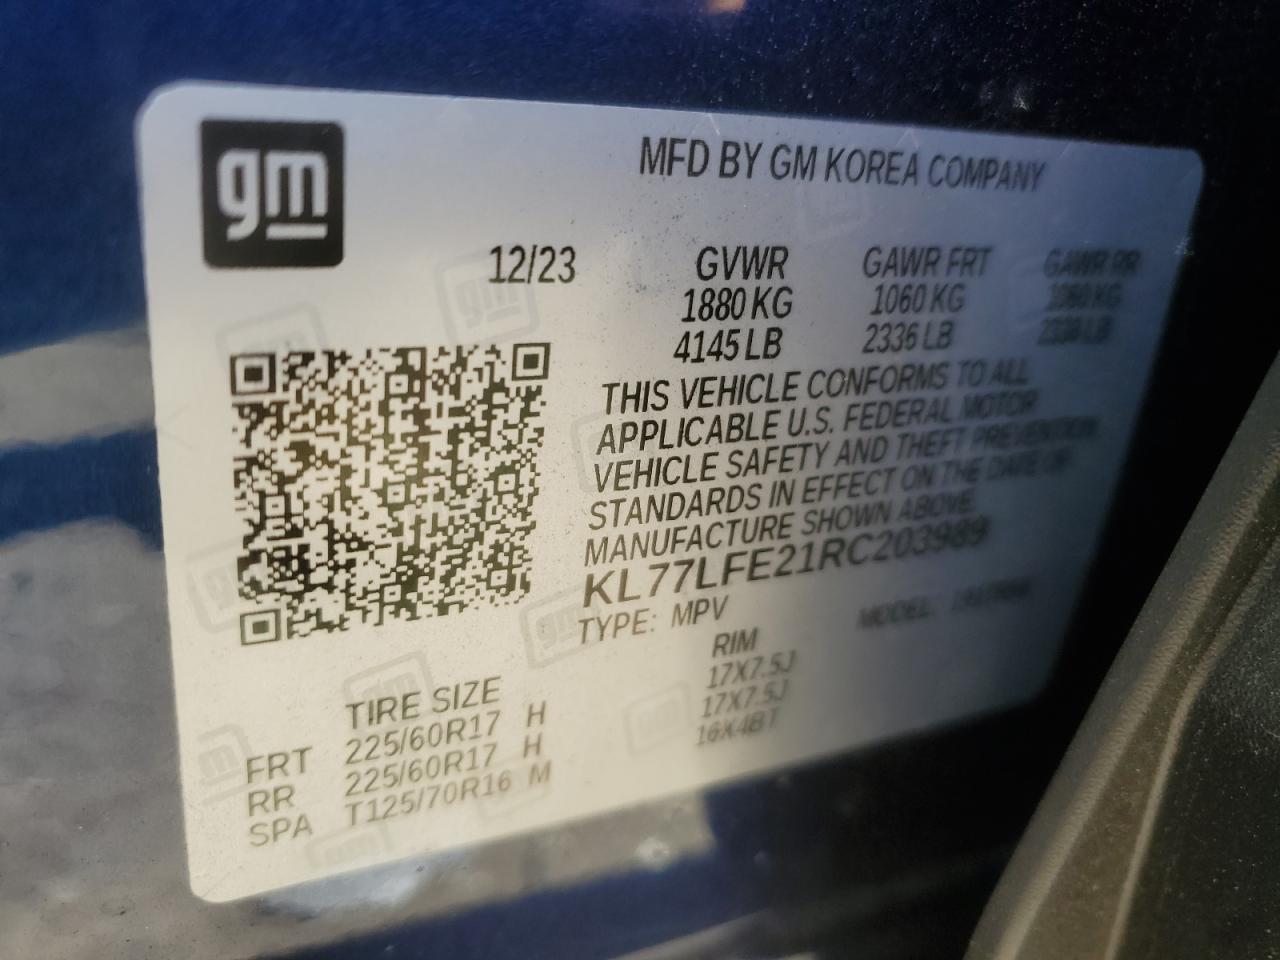 gm
MFD BY GM KOREA COMPANY
12/23 GVWR GAWR FRT GAWR RR
1880 KG 1060 KG 1060 KG
4145 LB 2336 LB 2336 LB
THIS VEHICLE CONFORMS TO ALL
APPLICABLE U.S. FEDERAL MOTOR
VEHICLE SAFETY AND THEFT PREVENTION
STANDARDS IN EFFECT ON THE DATE OF
MANUFACTURE SHOWN ABOVE
KL77LFE21RC203989
TYPE: MPV MODEL:
TIRE SIZE RIM
FRT 225/60R17 H 17X7.5J
RR 225/60R17 H 17X7.5J
SPA T125/70R16 M 16X4BT